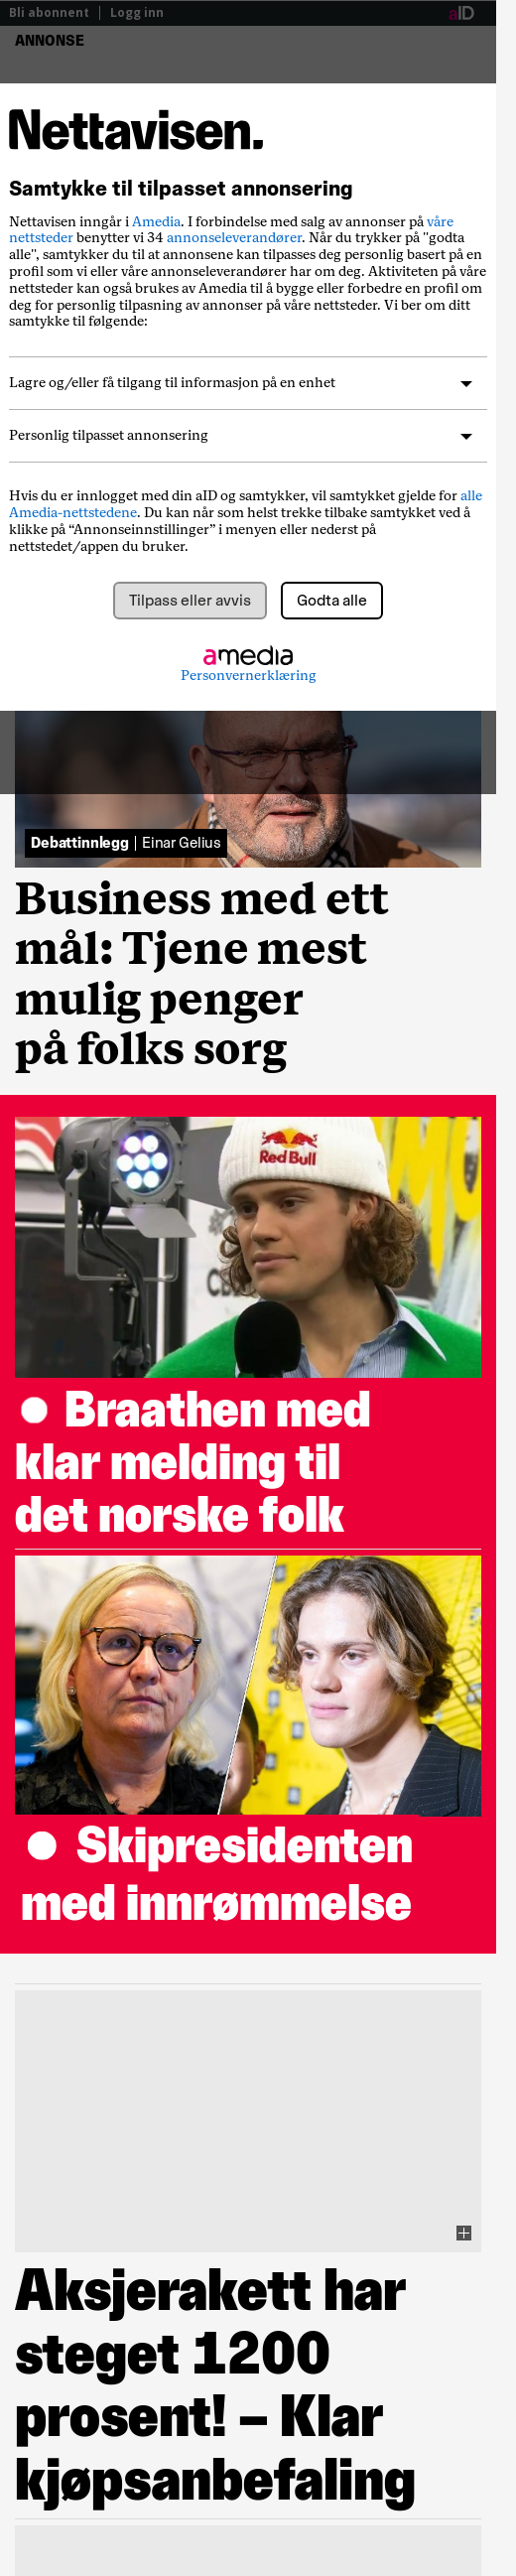 Bli abonnent | Logg inn
aID
ANNONSE
Nettavisen.
Samtykke til tilpasset annonsering
Nettavisen inngår i Amedia. I forbindelse med salg av annonser på våre
nettsteder benytter vi 34 annonseleverandører. Når du trykker på "godta
alle", samtykker du til at annonsene kan tilpasses deg personlig basert på en
profil som vi eller våre annonseleverandører har om deg. Aktiviteten på våre
nettsteder kan også brukes av Amedia til å bygge eller forbedre en profil om
deg for personlig tilpasning av annonser på våre nettsteder. Vi ber om ditt
samtykke til følgende:
Lagre og/eller få tilgang til informasjon på en enhet
Personlig tilpasset annonsering
Hvis du er innlogget med din aID og samtykker, vil samtykket gjelde for alle
Amedia-nettstedene. Du kan når som helst trekke tilbake samtykket ved å
klikke på “Annonseinnstillinger” i menyen eller nederst på
nettstedet/appen du bruker.
Tilpass eller avvis
Godta alle
amedia
Personvernerklæring
Debattinnlegg | Einar Gelius
Business med ett
mål: Tjene mest
mulig penger
på folks sorg
Red Bull
Braathen med
klar melding til
det norske folk
Skipresidenten
med innrømmelse
Aksjerakett har
steget 1200
prosent! – Klar
kjøpsanbefaling